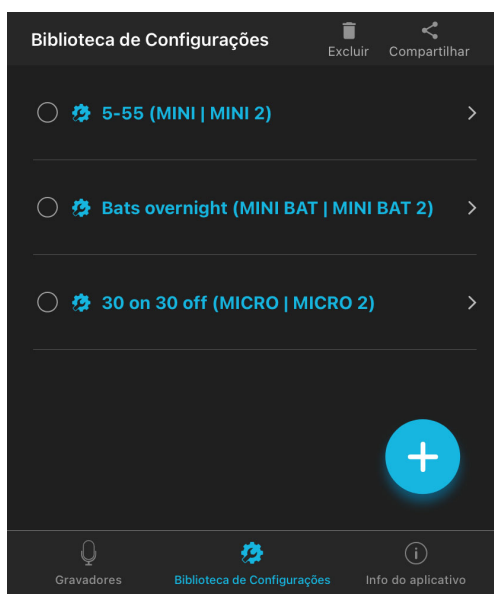 Biblioteca de Configurações
Excluir
Compartilhar
5-55 (MINI | MINI 2)
Bats overnight (MINI BAT | MINI BAT 2)
30 on 30 off (MICRO | MICRO 2)
Gravadores
Biblioteca de Configurações
Info do aplicativo